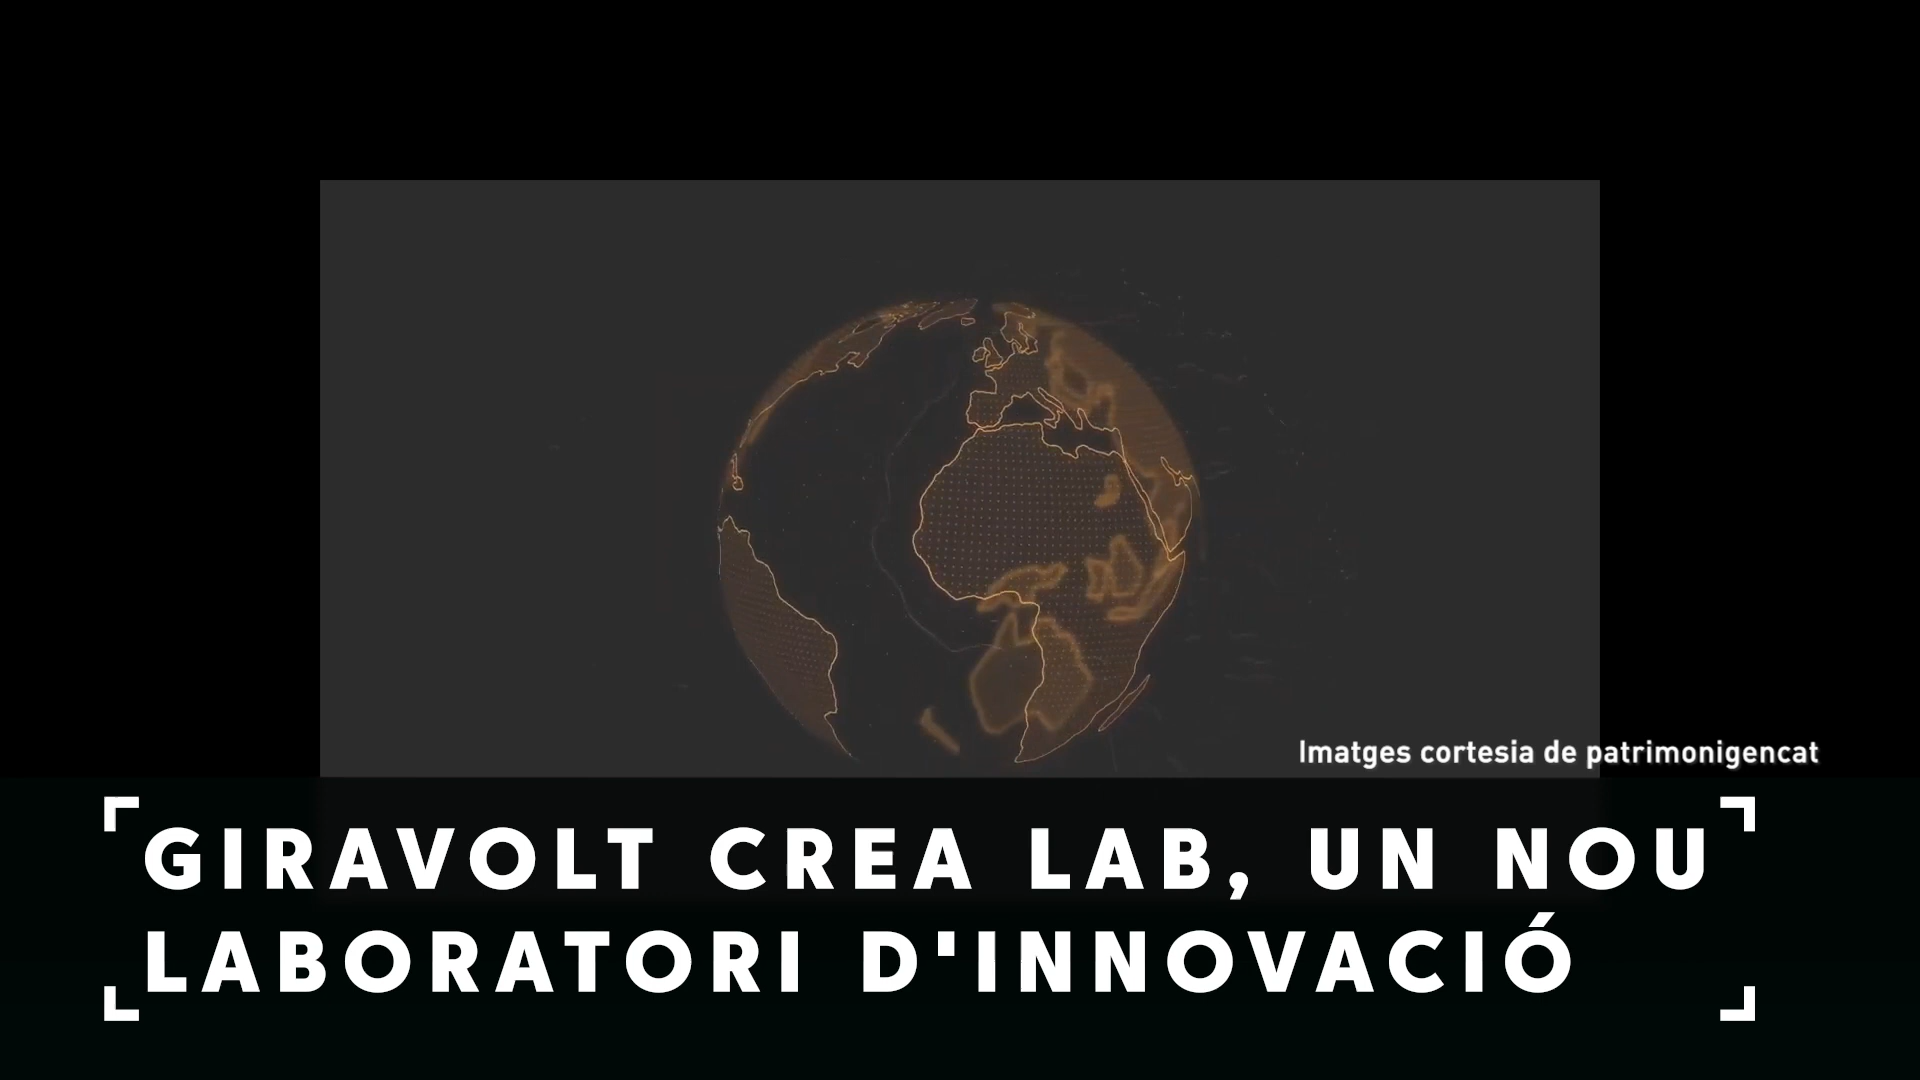 Imatges cortesia de patrimonigencat
GIRAVOLT CREA LAB, UN NOU
LABORATORI D'INNOVACIÓ